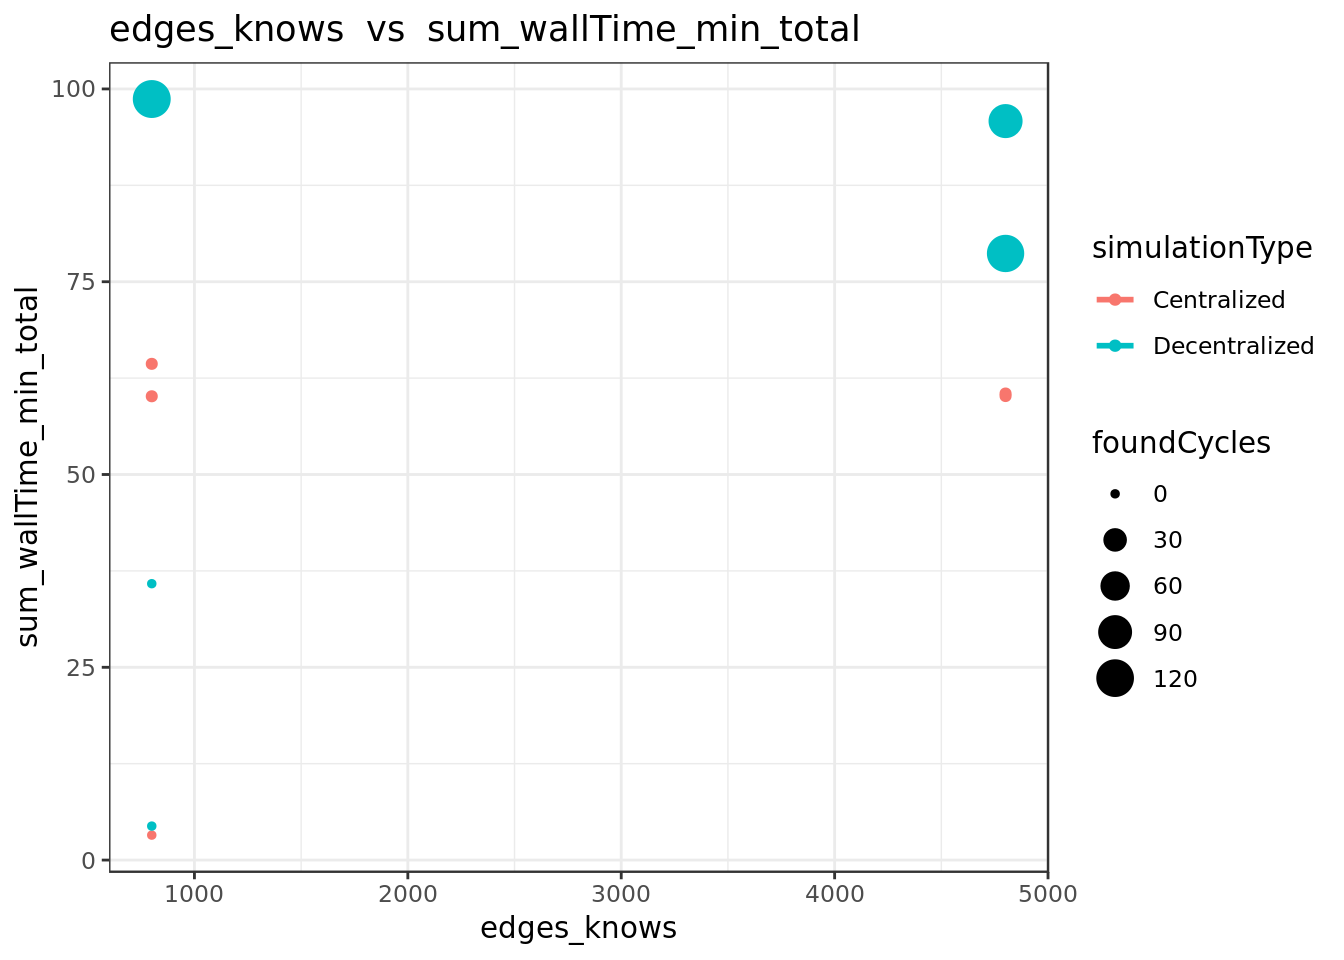 edges_knows  vs  sum_wallTime_min_total
100
75
50
25
0
sum_wallTime_min_total
1000 2000 3000 4000 5000
edges_knows
simulationType
Centralized
Decentralized
foundCycles
0
30
60
90
120